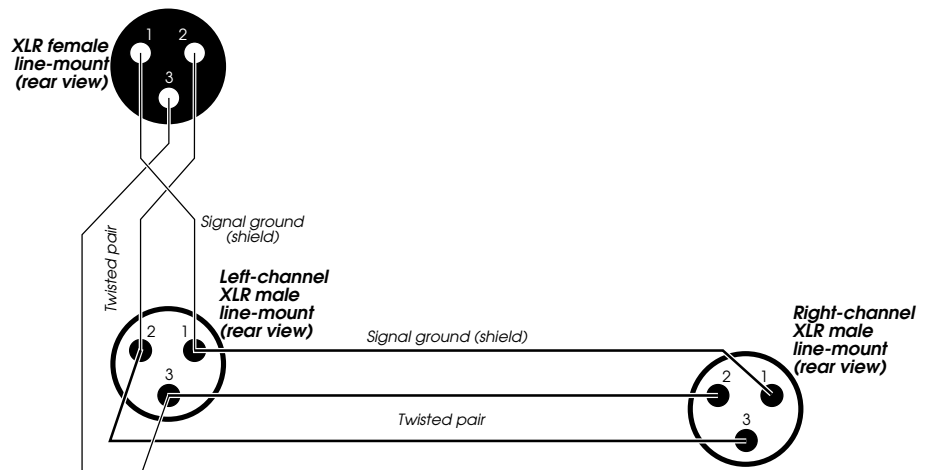 XLR female
line-mount
(rear view)
1 2
3
Signal ground
(shield)
Twisted pair
Left-channel
XLR male
line-mount
(rear view)
2 1
3
Signal ground (shield)
Twisted pair
Right-channel
XLR male
line-mount
(rear view)
2 1
3